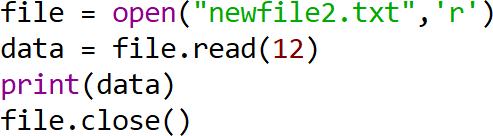 file = open("newfile2.txt",'r')
data = file.read(12)
print(data)
file.close()